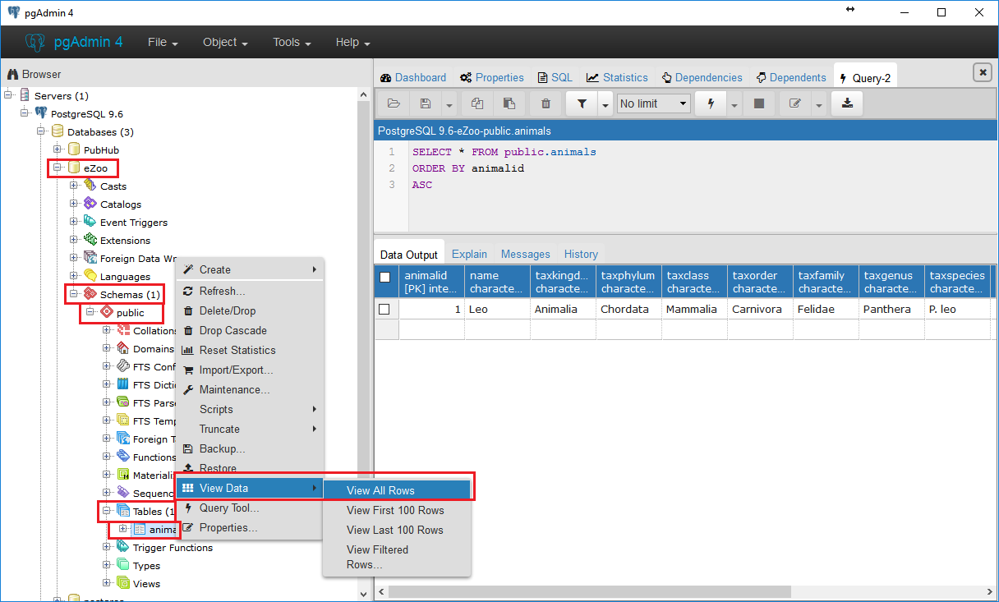 pgAdmin 4
pgAdmin 4 File Object Tools Help
Browser
Servers (1)
PostgreSQL 9.6
Databases (3)
PubHub
eZoo
Casts
Catalogs
Event Triggers
Extensions
Foreign Data Wr
Languages
Schemas (1)
public
Collations
Domains
FTS Conf
FTS Dicti
FTS Parse
FTS Temp
Foreign T
Functions
Materializ
Sequenc
Tables (1
anima
Trigger Functions
Types
Views
Create
Refresh...
Delete/Drop
Drop Cascade
Reset Statistics
Import/Export...
Maintenance...
Scripts
Truncate
Backup...
Restore
View Data
Query Tool...
Properties...
View All Rows
View First 100 Rows
View Last 100 Rows
View Filtered
Rows...
Dashboard Properties SQL Statistics Dependencies Dependents Query-2
No limit
PostgreSQL 9.6-eZoo-public.animals
1 SELECT * FROM public.animals
2 ORDER BY animalid
3 ASC
Data Output Explain Messages History
animalid name taxkingd... taxphylum taxclass taxorder taxfamily taxgenus taxspecies
[PK] inte... characte... characte... characte... characte... characte... characte... characte... characte...
1 Leo Animalia Chordata Mammalia Carnivora Felidae Panthera P. leo